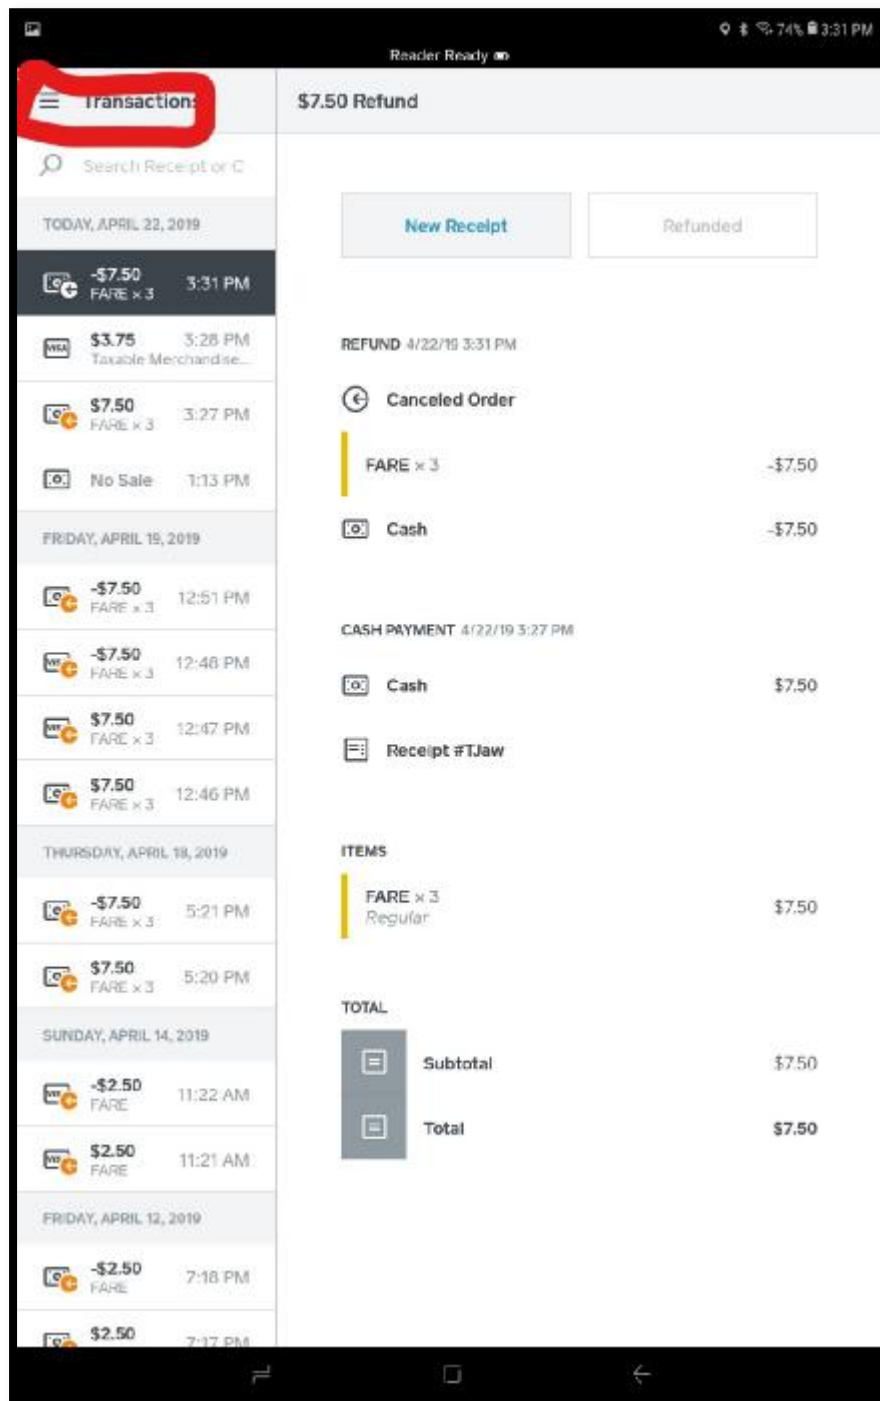 74% 3:31 PM
Reader Ready
Transactions
$7.50 Refund
Search Receipt or C
New Receipt
Refunded
TODAY, APRIL 22, 2019
-$7.50
3:31 PM
FARE × 3
VISA
$3.75
3:28 PM
Taxable Merchandise...
$7.50
3:27 PM
FARE × 3
No Sale
1:13 PM
FRIDAY, APRIL 19, 2019
-$7.50
12:51 PM
FARE × 3
-$7.50
12:48 PM
FARE × 3
$7.50
12:47 PM
FARE × 3
$7.50
12:46 PM
FARE × 3
THURSDAY, APRIL 18, 2019
-$7.50
5:21 PM
FARE × 3
$7.50
5:20 PM
FARE × 3
SUNDAY, APRIL 14, 2019
-$2.50
11:22 AM
FARE
$2.50
11:21 AM
FARE
FRIDAY, APRIL 12, 2019
-$2.50
7:18 PM
FARE
$2.50
7:17 PM
REFUND 4/22/19 3:31 PM
Canceled Order
FARE × 3 -$7.50
Cash -$7.50
CASH PAYMENT 4/22/19 3:27 PM
Cash $7.50
Receipt #TJaw
ITEMS
FARE × 3
$7.50
Regular
TOTAL
Subtotal $7.50
Total $7.50